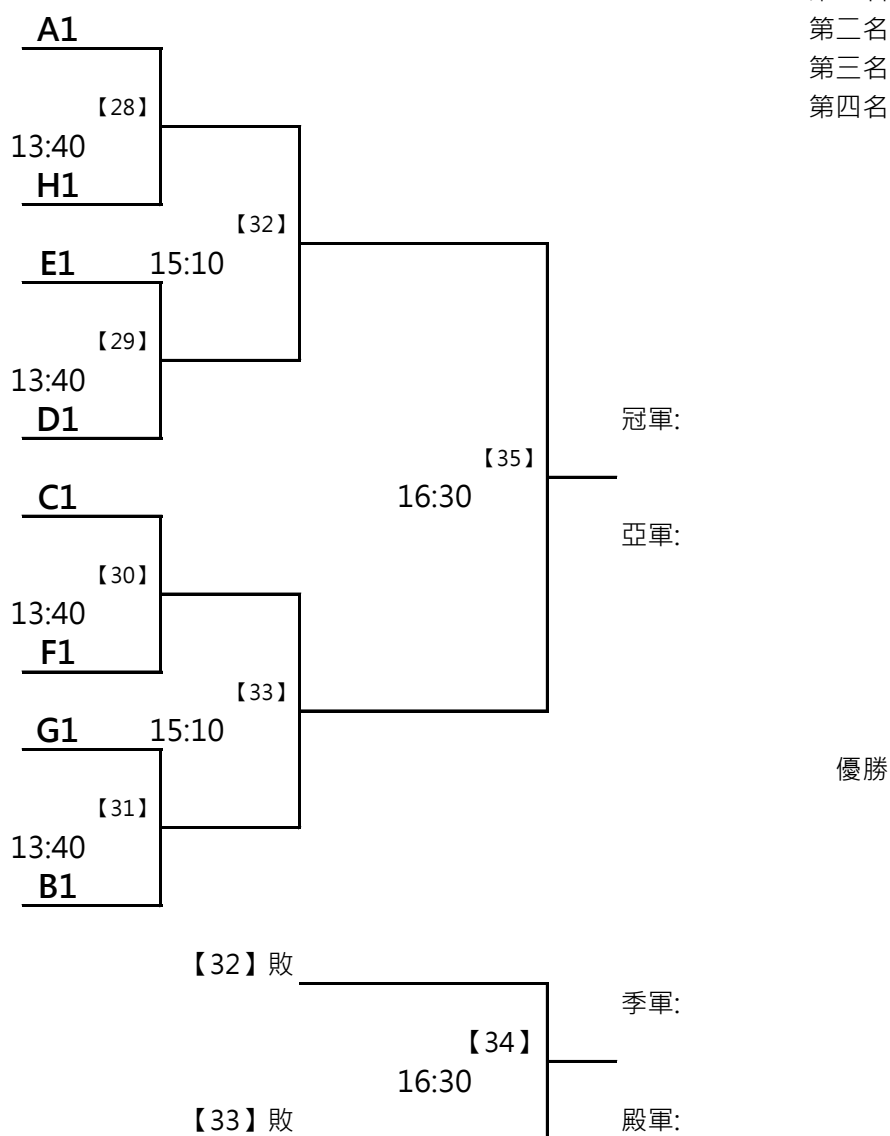 A1
第二名
第三名
【28】
第四名
13:40
H1
【32】
E1
15:10
【29】
13:40
D1
冠軍:
【35】
C1
16:30
亞軍:
【30】
13:40
F1
【33】
G1
15:10
優勝
【31】
13:40
B1
【32】敗
季軍:
【34】
16:30
【33】敗
殿軍: